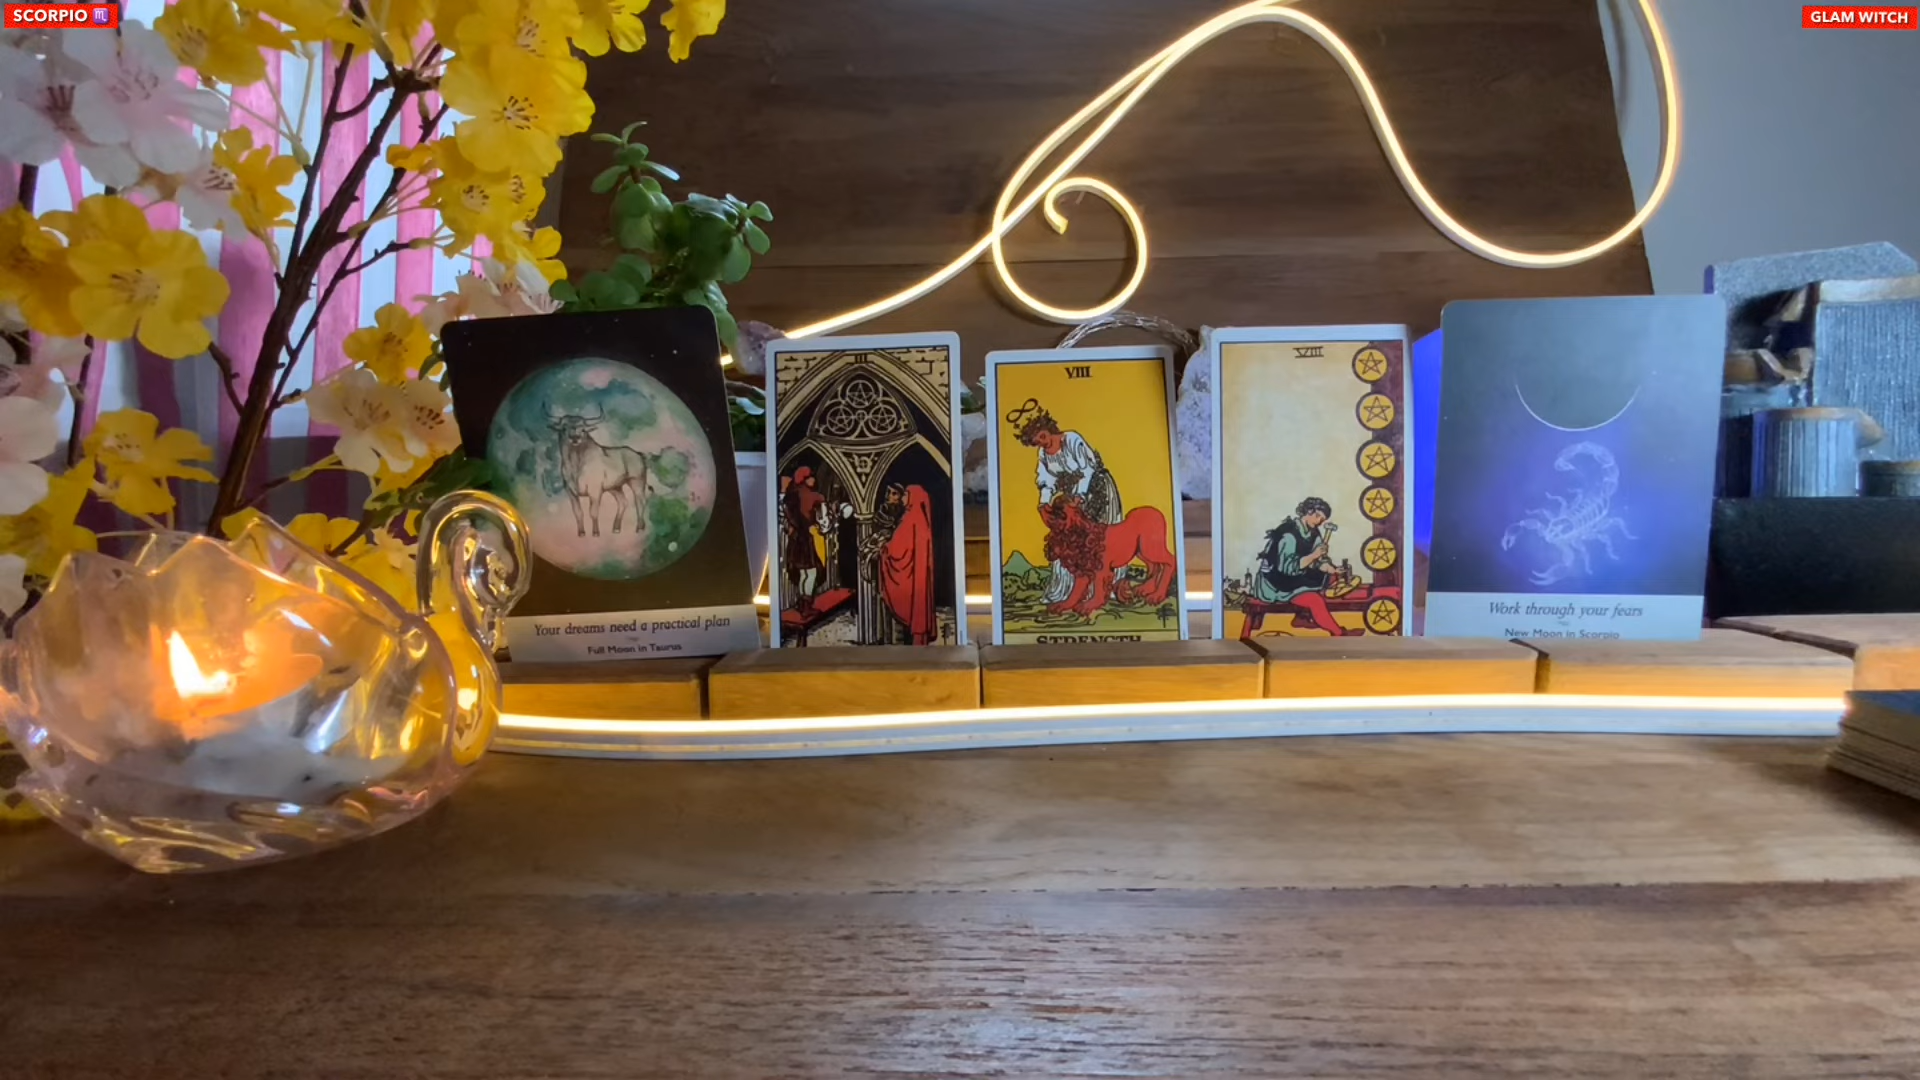 SCORPIO ♏
GLAM WITCH
III
VIII
VIII
Your dreams need a practical plan
Full Moon in Taurus
STRENGTH
Work through your fears
New Moon in Scorpio